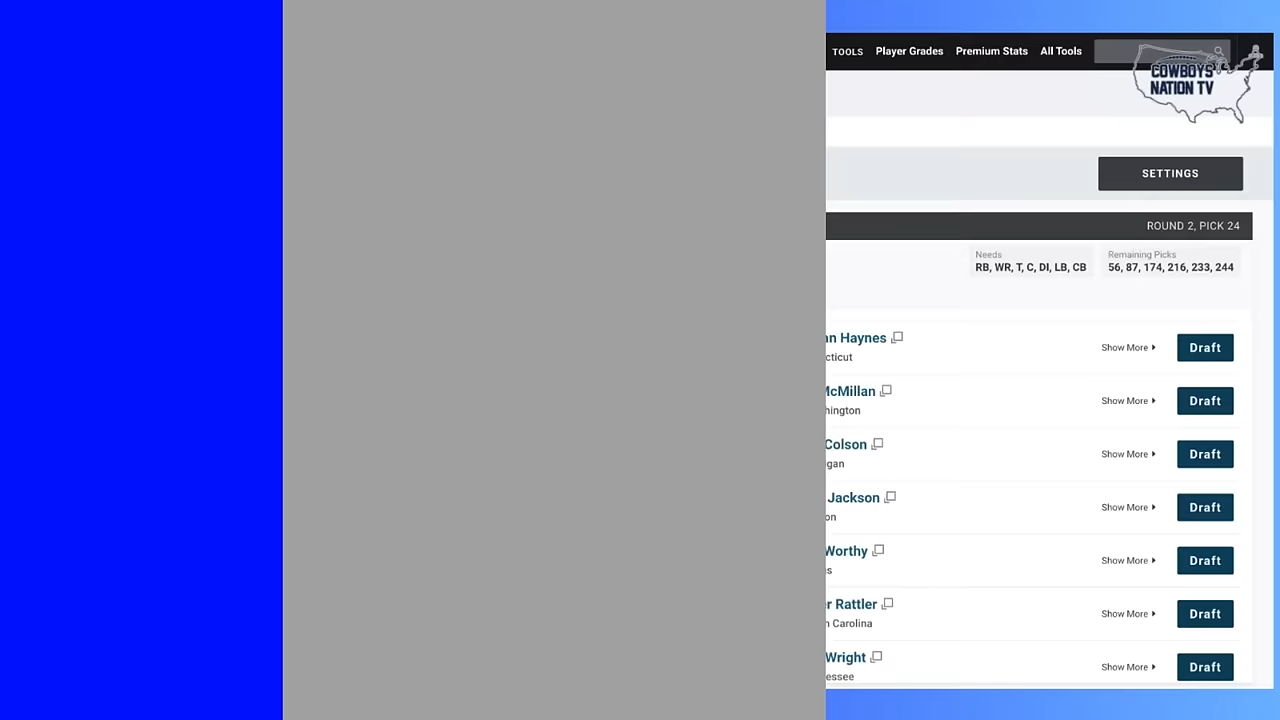 TOOLS Player Grades Premium Stats All Tools
COWBOYS
NATION TV
SETTINGS
ROUND 2, PICK 24
Needs
RB, WR, T, C, DI, LB, CB
Remaining Picks
56, 87, 174, 216, 233, 244
Haynes
Show More Draft
McMillan
Show More Draft
Colson
Show More Draft
Jackson
Show More Draft
Worthy
Show More Draft
Rattler
Carolina
Show More Draft
Wright
Show More Draft